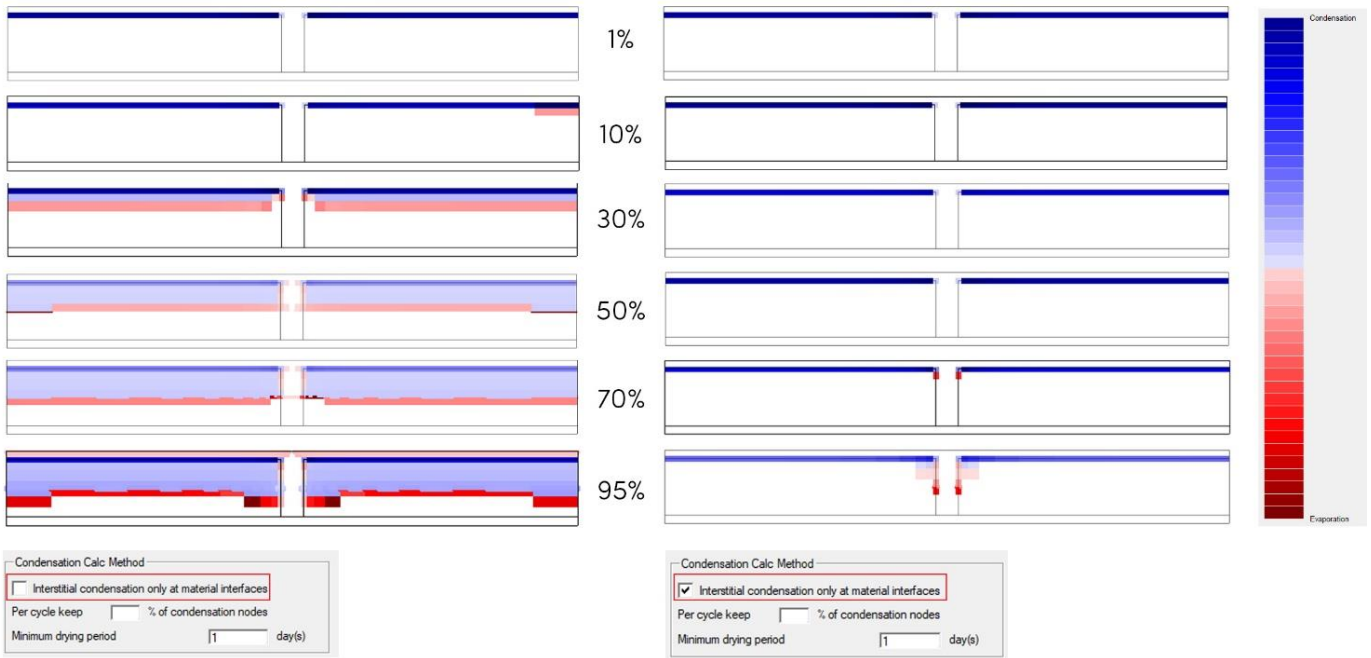 Condensation
1%
10%
30%
50%
70%
95%
Evaporation
Condensation Calc Method
Interstitial condensation only at material interfaces
Per cycle keep % of condensation nodes
Minimum drying period 1 day(s)
Condensation Calc Method
Interstitial condensation only at material interfaces
Per cycle keep % of condensation nodes
Minimum drying period 1 day(s)